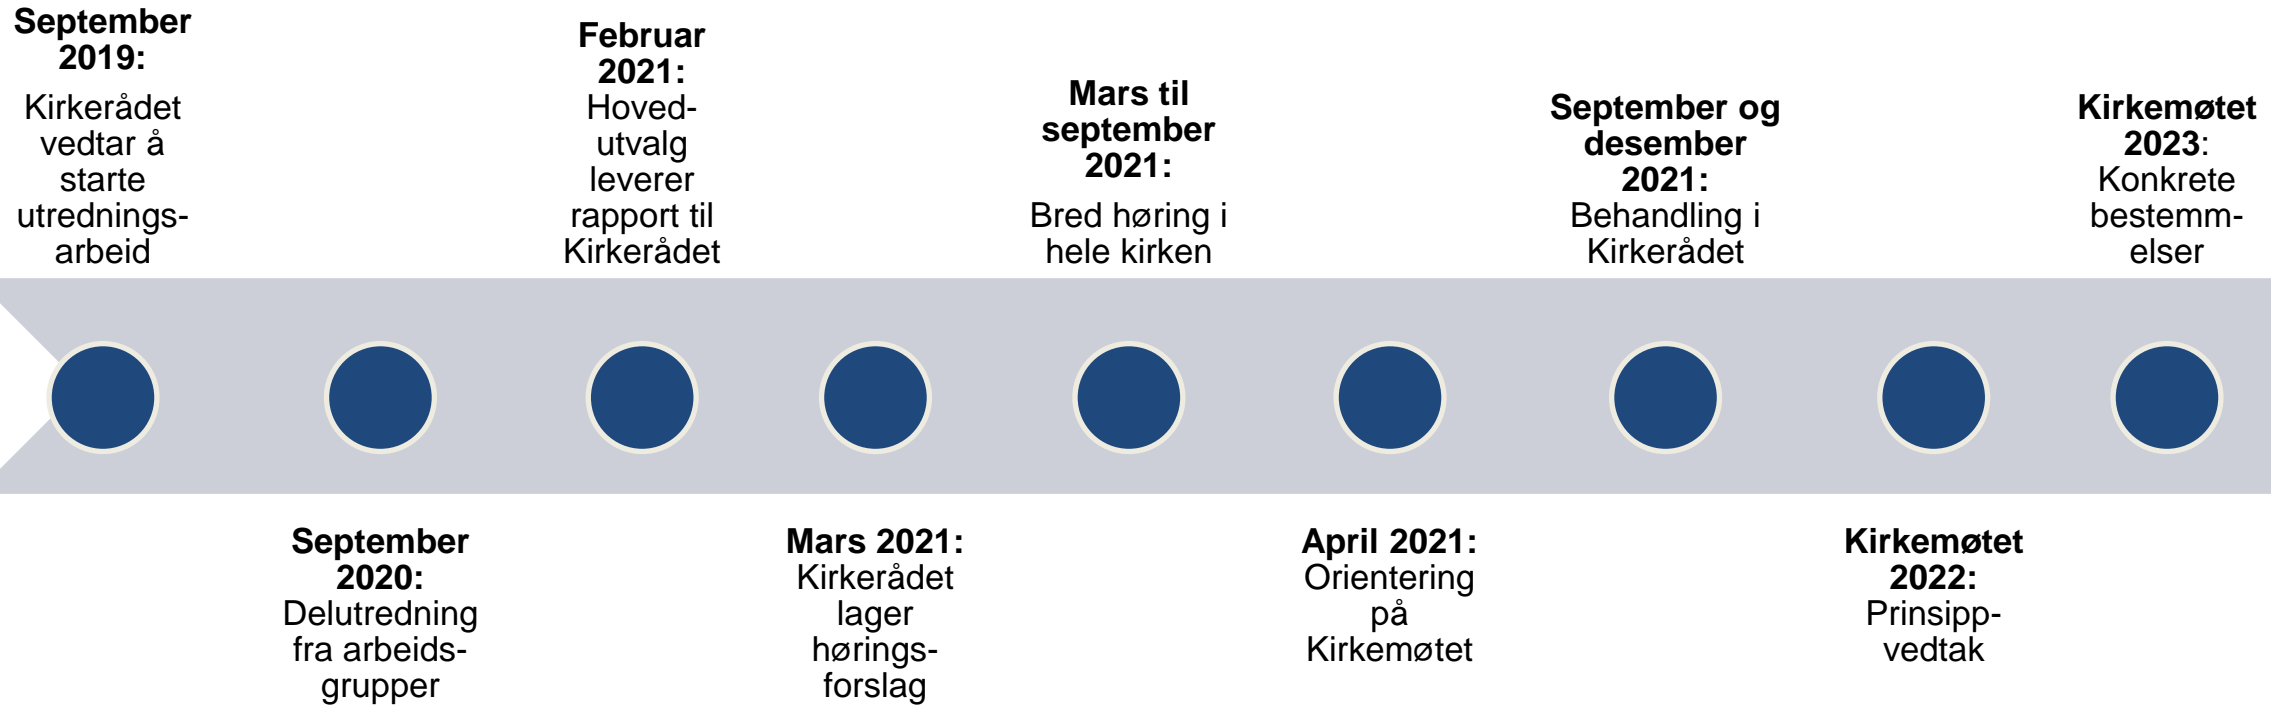 September
2019:
Kirkerådet
vedtar å
starte
utrednings-
arbeid
September
2020:
Delutredning
fra arbeids-
grupper
Februar
2021:
Hoved-
utvalg
leverer
rapport til
Kirkerådet
Mars 2021:
Kirkerådet
lager
hørings-
forslag
Mars til
september
2021:
Bred høring i
hele kirken
April 2021:
Orientering
på
Kirkemøtet
September og
desember
2021:
Behandling i
Kirkerådet
Kirkemøtet
2022:
Prinsipp-
vedtak
Kirkemøtet
2023:
Konkrete
bestemm-
elser